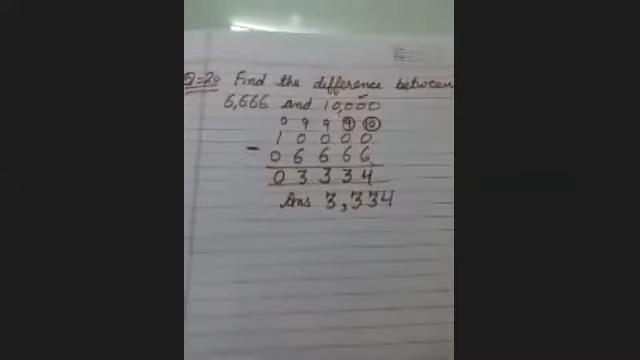 Q=20 Find the difference between
6,666 and 10,000
0 9 9 9 10
1 0 0 0 0
- 0 6 6 6 6
0 3 3 3 4
Ans 3,334